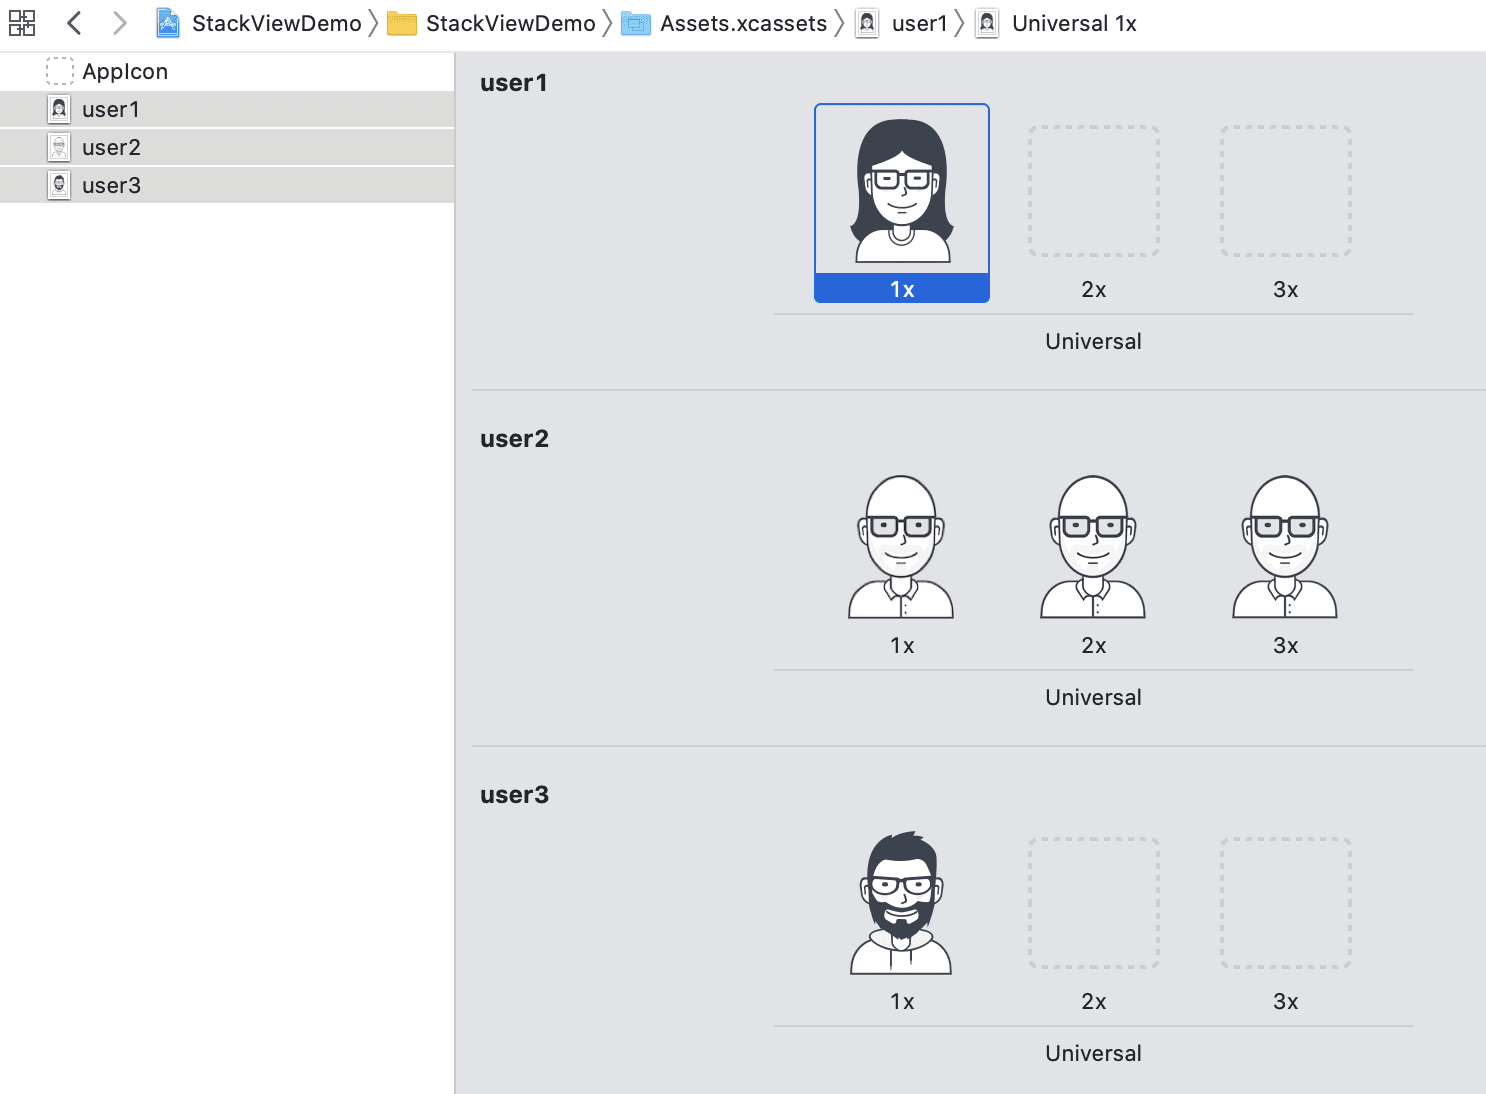 StackViewDemo StackViewDemo Assets.xcassets user1 Universal 1x
AppIcon
user1
user2
user3
user1
1x 2x 3x
Universal
user2
1x 2x 3x
Universal
user3
1x 2x 3x
Universal